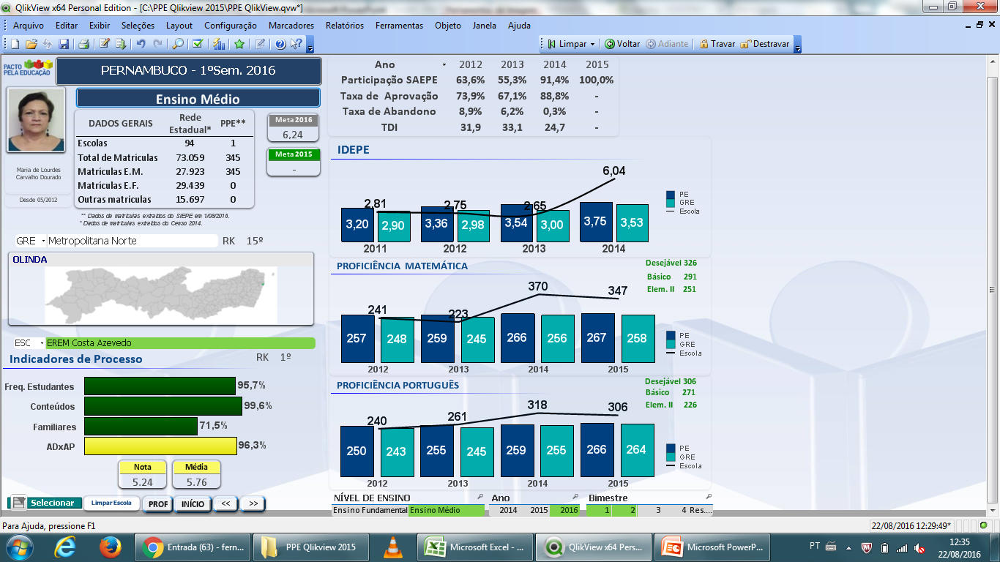 QlikView x64 Personal Edition - [C:\PPE Qlikview 2015\PPE QlikView.qvw*]
Arquivo Editar Exibir Seleções Layout Configuração Marcadores Relatórios Ferramentas Objeto Janela Ajuda
Limpar Voltar Adiante Travar Destravar
PACTO
PELA EDUCAÇÃO
PERNAMBUCO - 1ºSem. 2016
Ensino Médio
DADOS GERAIS Rede Estadual* PPE**
Escolas 94 1
Total de Matrículas 73.059 345
Matrículas E.M. 27.923 345
Matrículas E.F. 29.439 0
Outras matrículas 15.697 0
Meta 2016
6,24
Meta 2015
-
Maria de Lourdes
Carvalho Dourado
Desde 05/2012
** Dados de matrículas extraídos do SIEPE em 1/08/2016.
* Dados de matrículas extraídos do Censo 2014.
GRE Metropolitana Norte RK 15º
OLINDA
ESC EREM Costa Azevedo
Indicadores de Processo RK 1º
Freq. Estudantes 95,7%
Conteúdos 99,6%
Familiares 71,5%
ADxAP 96,3%
Nota Média
5.24 5.76
Selecionar Limpar Escola PROF INÍCIO << >>
Ano 2012 2013 2014 2015
Participação SAEPE 63,6% 55,3% 91,4% 100,0%
Taxa de Aprovação 73,9% 67,1% 88,8% -
Taxa de Abandono 8,9% 6,2% 0,3% -
TDI 31,9 33,1 24,7 -
IDEPE
2,81 2,75 2,65 6,04
3,20 2,90 3,36 2,98 3,54 3,00 3,75 3,53
2011 2012 2013 2014
PE
GRE
Escola
PROFICIÊNCIA MATEMÁTICA
Desejável 326
Básico 291
Elem. II 251
241 223 370 347
257 248 259 245 266 256 267 258
2012 2013 2014 2015
PE
GRE
Escola
PROFICIÊNCIA PORTUGUÊS
Desejável 306
Básico 271
Elem. II 226
240 261 318 306
250 243 255 245 259 255 266 264
2012 2013 2014 2015
PE
GRE
Escola
NÍVEL DE ENSINO Ano Bimestre
Ensino Fundamental Ensino Médio 2014 2015 2016 1 2 3 4 Res....
Para Ajuda, pressione F1
22/08/2016 12:29:49*
Entrada (63) - fern...
PPE Qlikview 2015
Microsoft Excel - ...
QlikView x64 Pers...
Microsoft PowerP...
PT
12:35
22/08/2016